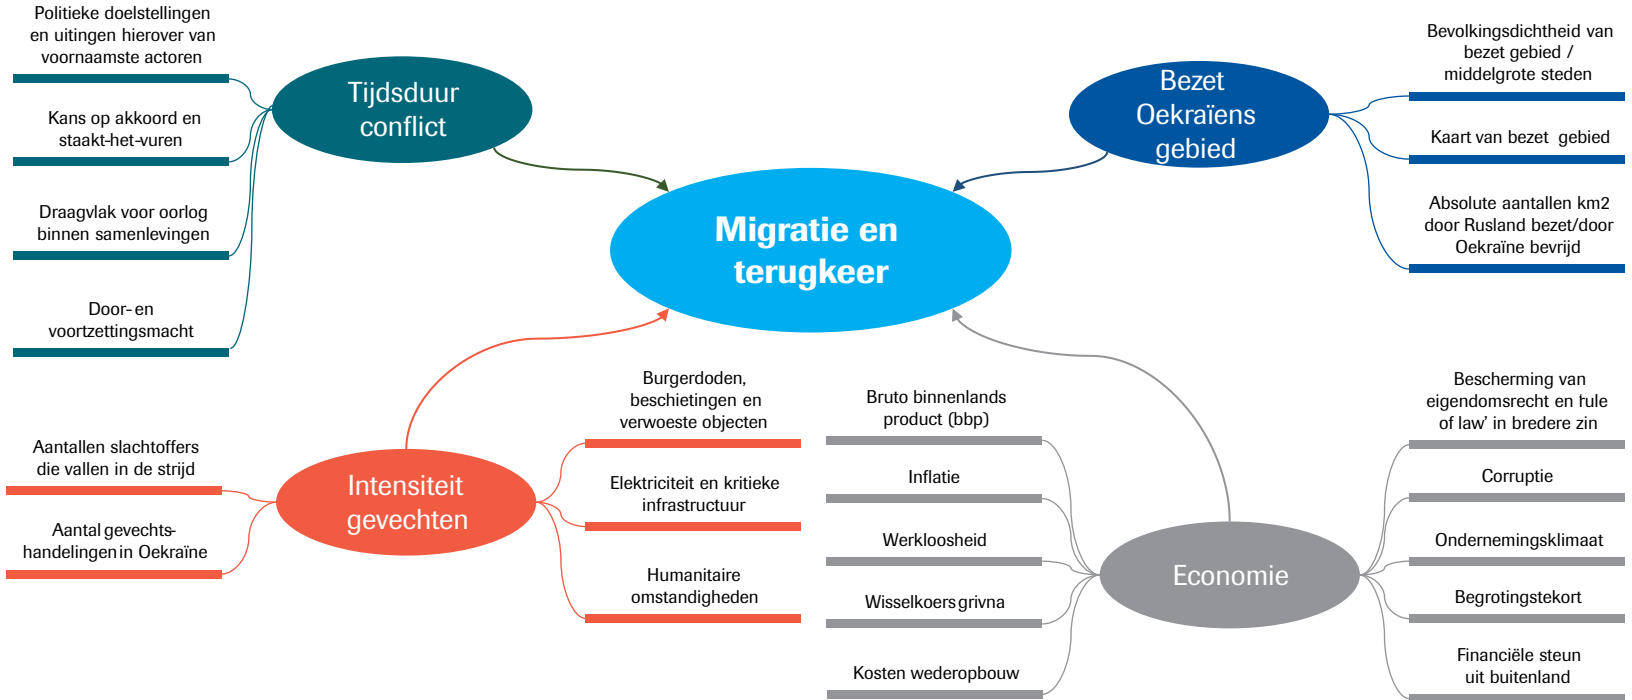 Politieke doelstellingen
en uitingen hierover van
voornaamste actoren
Kans op akkoord en
staakt-het-vuren
Draagvlak voor oorlog
binnen samenlevingen
Door- en
voortzettingsmacht
Tijdsduur
conflict
Bezet
Oekraïens
gebied
Bevolkingsdichtheid van
bezet gebied /
middelgrote steden
Kaart van bezet gebied
Absolute aantallen km2
door Rusland bezet/door
Oekraïne bevrijd
Migratie en
terugkeer
Aantallen slachtoffers
die vallen in de strijd
Aantal gevechts-
handelingen in Oekraïne
Intensiteit
gevechten
Burgerdoden,
beschietingen en
verwoeste objecten
Elektriciteit en kritieke
infrastructuur
Humanitaire
omstandigheden
Bruto binnenlands
product (bbp)
Inflatie
Werkloosheid
Wisselkoers grivna
Kosten wederopbouw
Economie
Bescherming van
eigendomsrecht en ‘rule
of law’ in bredere zin
Corruptie
Ondernemingsklimaat
Begrotingstekort
Financiële steun
uit buitenland